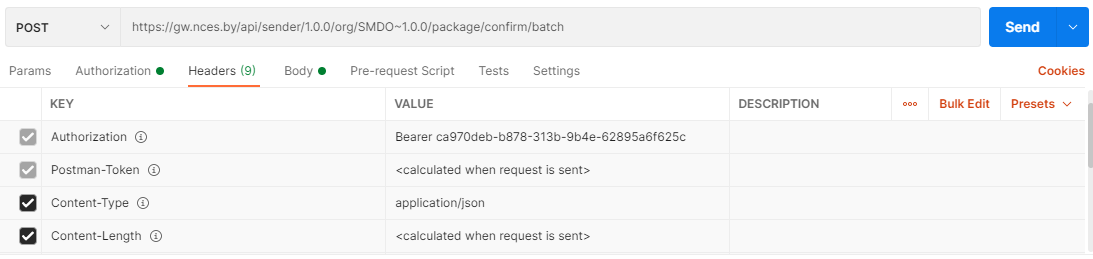 POST https://gw.nces.by/api/sender/1.0.0/org/SMDO~1.0.0/package/confirm/batch Send
Params Authorization Headers (9) Body Pre-request Script Tests Settings Cookies
KEY VALUE DESCRIPTION Bulk Edit Presets
Authorization Bearer ca970deb-b878-313b-9b4e-62895a6f625c
Postman-Token <calculated when request is sent>
Content-Type application/json
Content-Length <calculated when request is sent>